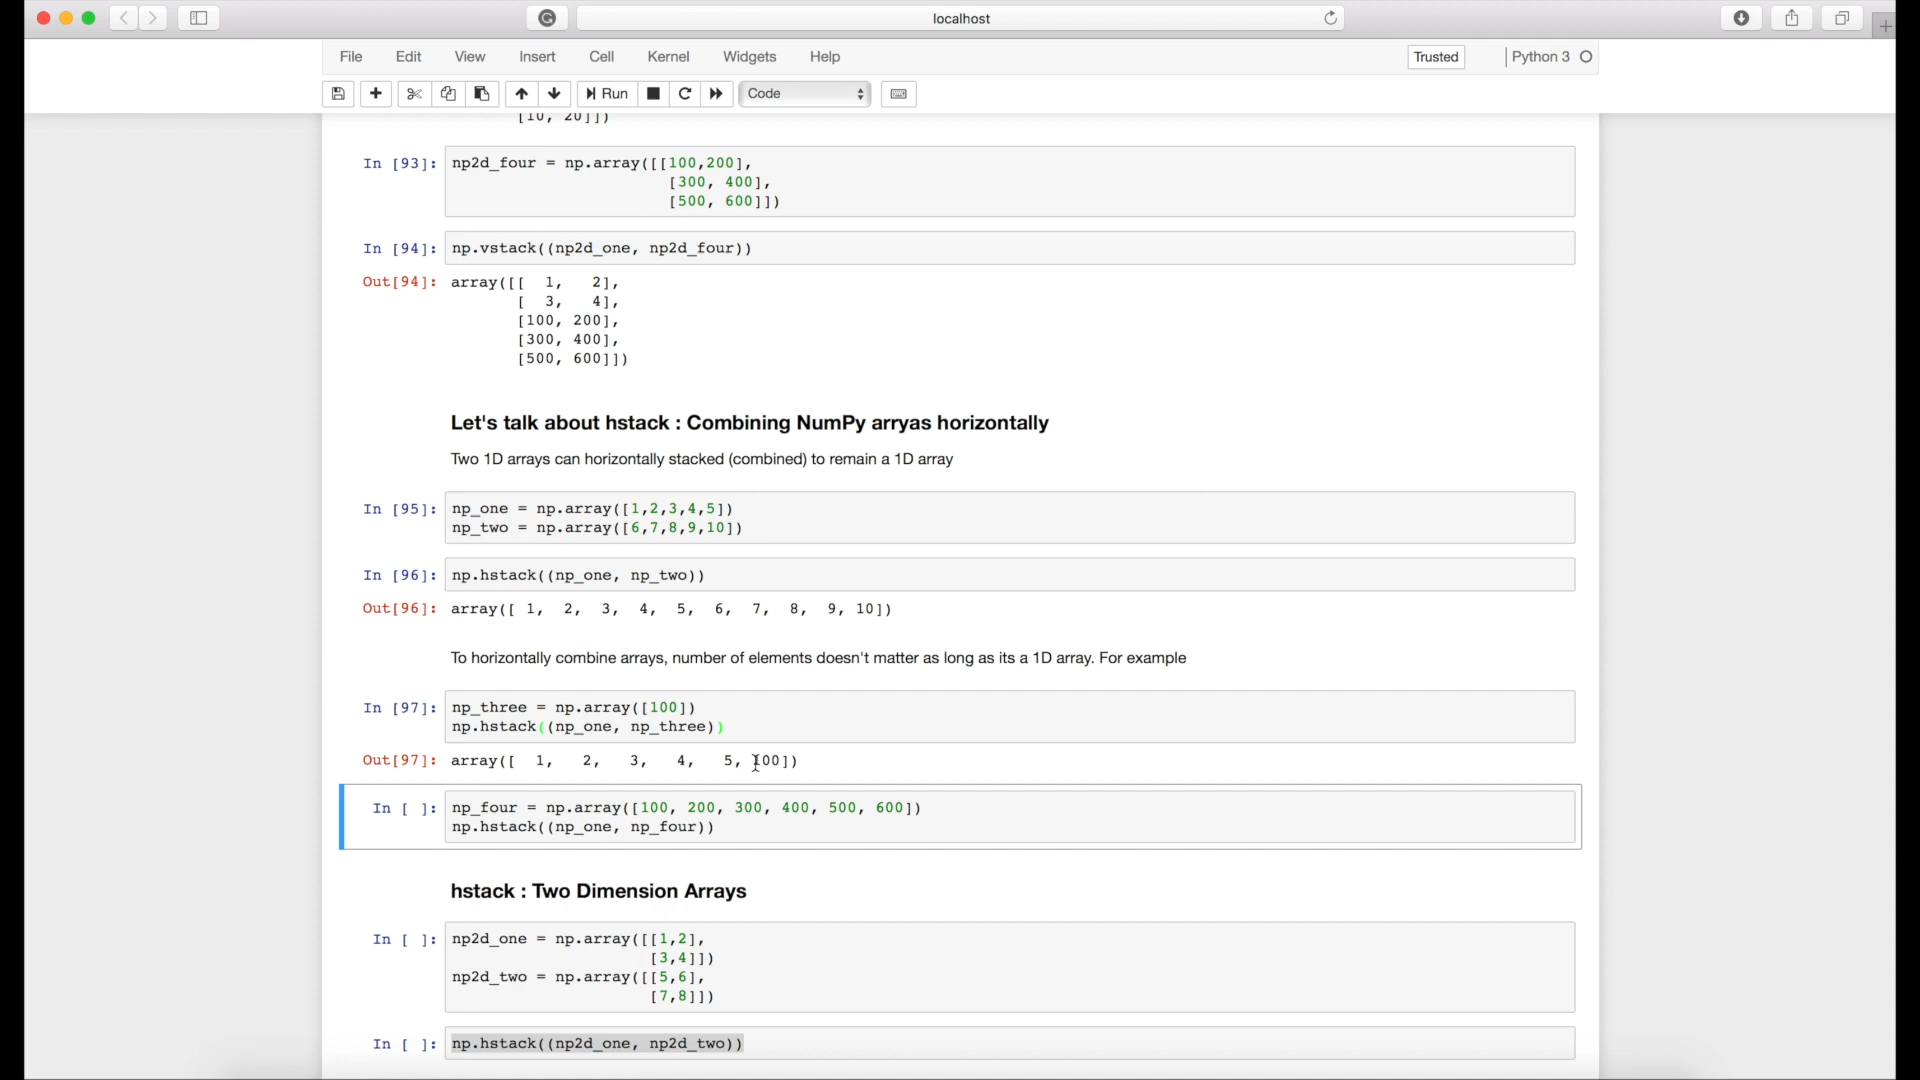 localhost
File Edit View Insert Cell Kernel Widgets Help Trusted Python 3
Run Code
[10, 20]])
In [93]: np2d_four = np.array([[100,200],
[300, 400],
[500, 600]])
In [94]: np.vstack((np2d_one, np2d_four))
Out[94]: array([[  1,   2],
[  3,   4],
[100, 200],
[300, 400],
[500, 600]])
Let's talk about hstack : Combining NumPy arryas horizontally
Two 1D arrays can horizontally stacked (combined) to remain a 1D array
In [95]: np_one = np.array([1,2,3,4,5])
np_two = np.array([6,7,8,9,10])
In [96]: np.hstack((np_one, np_two))
Out[96]: array([ 1,  2,  3,  4,  5,  6,  7,  8,  9, 10])
To horizontally combine arrays, number of elements doesn't matter as long as its a 1D array. For example
In [97]: np_three = np.array([100])
np.hstack((np_one, np_three))
Out[97]: array([  1,   2,   3,   4,   5, 100])
In [ ]: np_four = np.array([100, 200, 300, 400, 500, 600])
np.hstack((np_one, np_four))
hstack : Two Dimension Arrays
In [ ]: np2d_one = np.array([[1,2],
[3,4]])
np2d_two = np.array([[5,6],
[7,8]])
In [ ]: np.hstack((np2d_one, np2d_two))